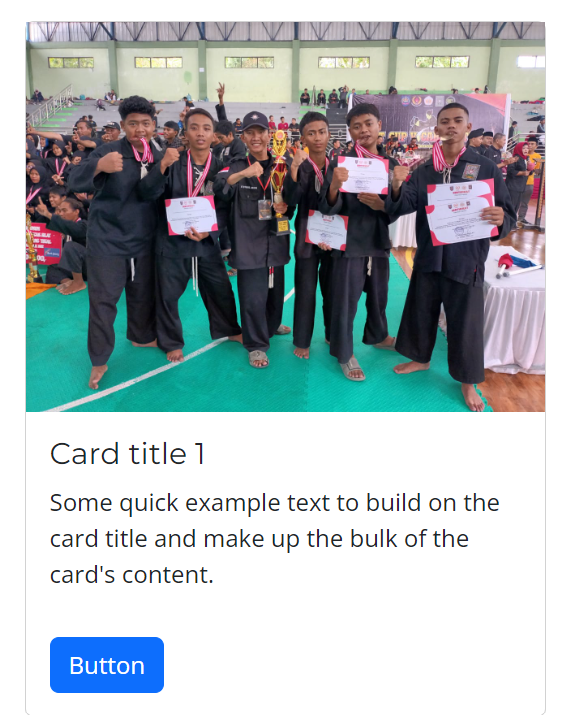 Card title 1
Some quick example text to build on the
card title and make up the bulk of the
card's content.
Button